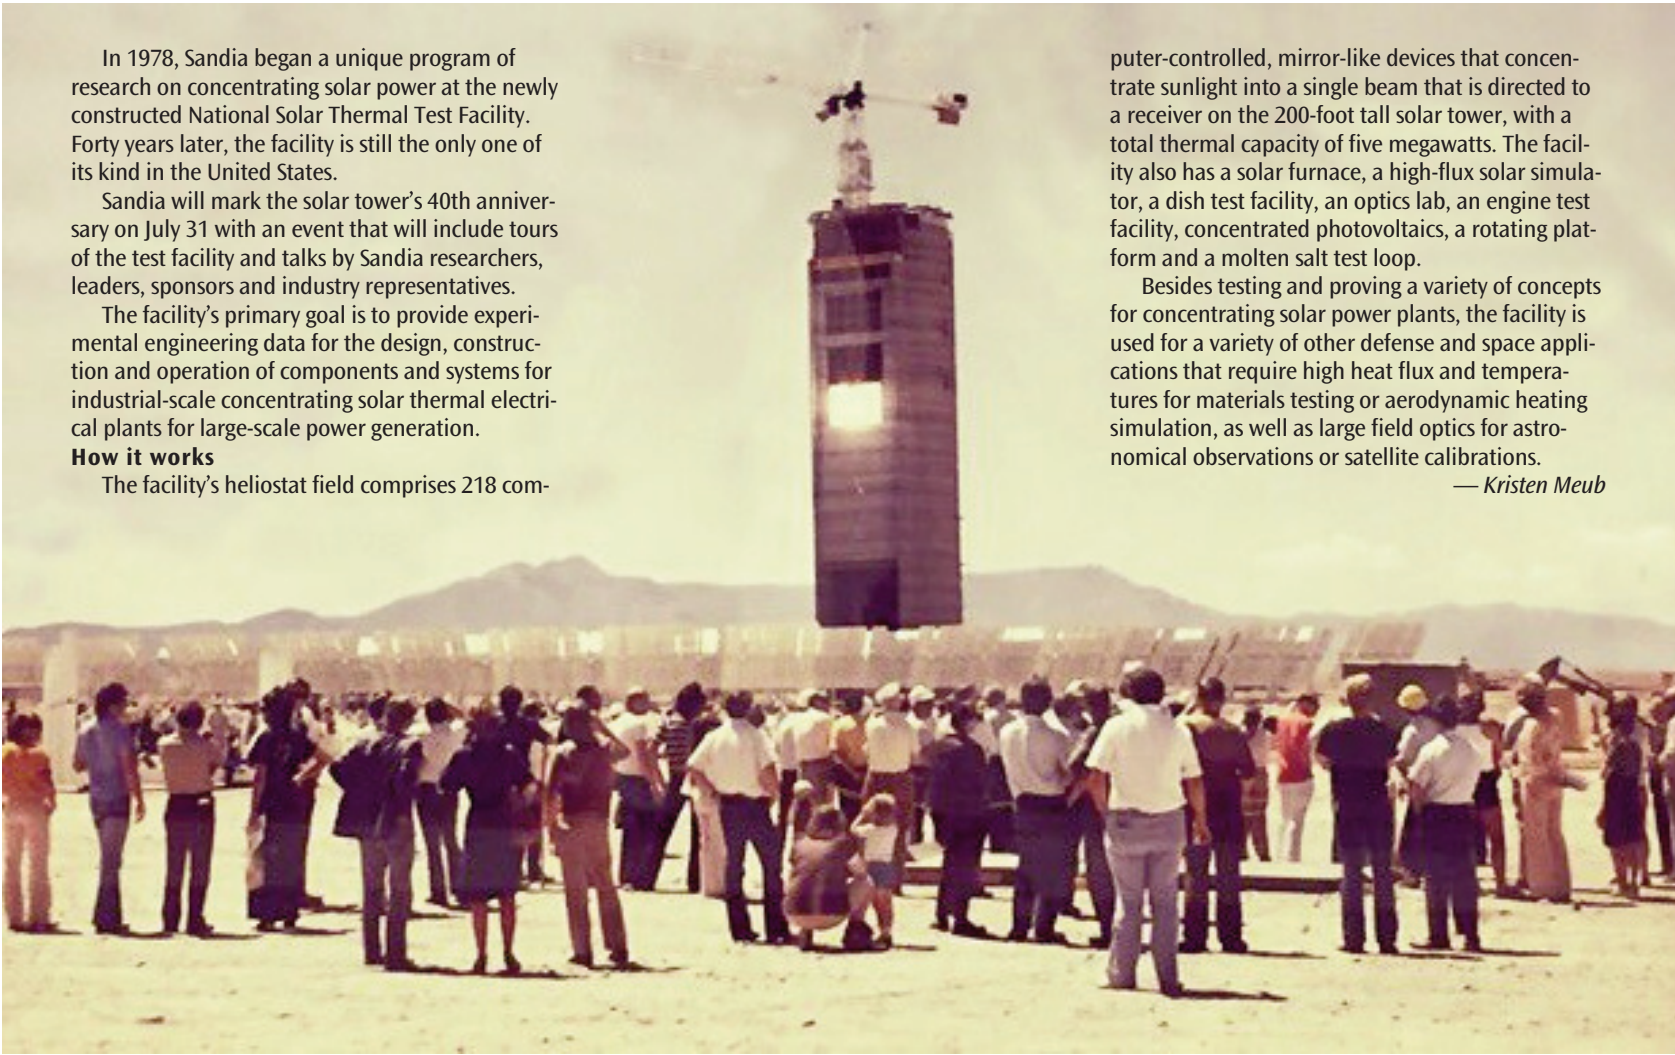 In 1978, Sandia began a unique program of
research on concentrating solar power at the newly
constructed National Solar Thermal Test Facility.
Forty years later, the facility is still the only one of
its kind in the United States.
Sandia will mark the solar tower's 40th anniver-
sary on July 31 with an event that will include tours
of the test facility and talks by Sandia researchers,
leaders, sponsors and industry representatives.
The facility's primary goal is to provide experi-
mental engineering data for the design, construc-
tion and operation of components and systems for
industrial-scale concentrating solar thermal electri-
cal plants for large-scale power generation.
How it works
The facility's heliostat field comprises 218 com-
puter-controlled, mirror-like devices that concen-
trate sunlight into a single beam that is directed to
a receiver on the 200-foot tall solar tower, with a
total thermal capacity of five megawatts. The facil-
ity also has a solar furnace, a high-flux solar simula-
tor, a dish test facility, an optics lab, an engine test
facility, concentrated photovoltaics, a rotating plat-
form and a molten salt test loop.
Besides testing and proving a variety of concepts
for concentrating solar power plants, the facility is
used for a variety of other defense and space appli-
cations that require high heat flux and tempera-
tures for materials testing or aerodynamic heating
simulation, as well as large field optics for astro-
nomical observations or satellite calibrations.
— Kristen Meub